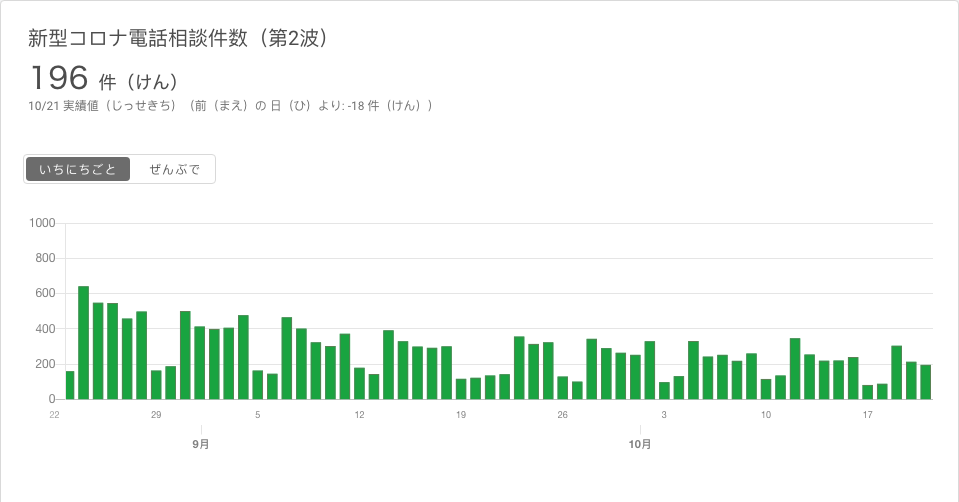 新型コロナ電話相談件数（第2波）
196 件（けん）
10/21 実績値（じっせきち）（前（まえ）の 日（ひ）より: -18 件（けん））
いちにちごと ぜんぶで
1000
800
600
400
200
0
22 29 5 12 19 26 3 10 17
9月 10月